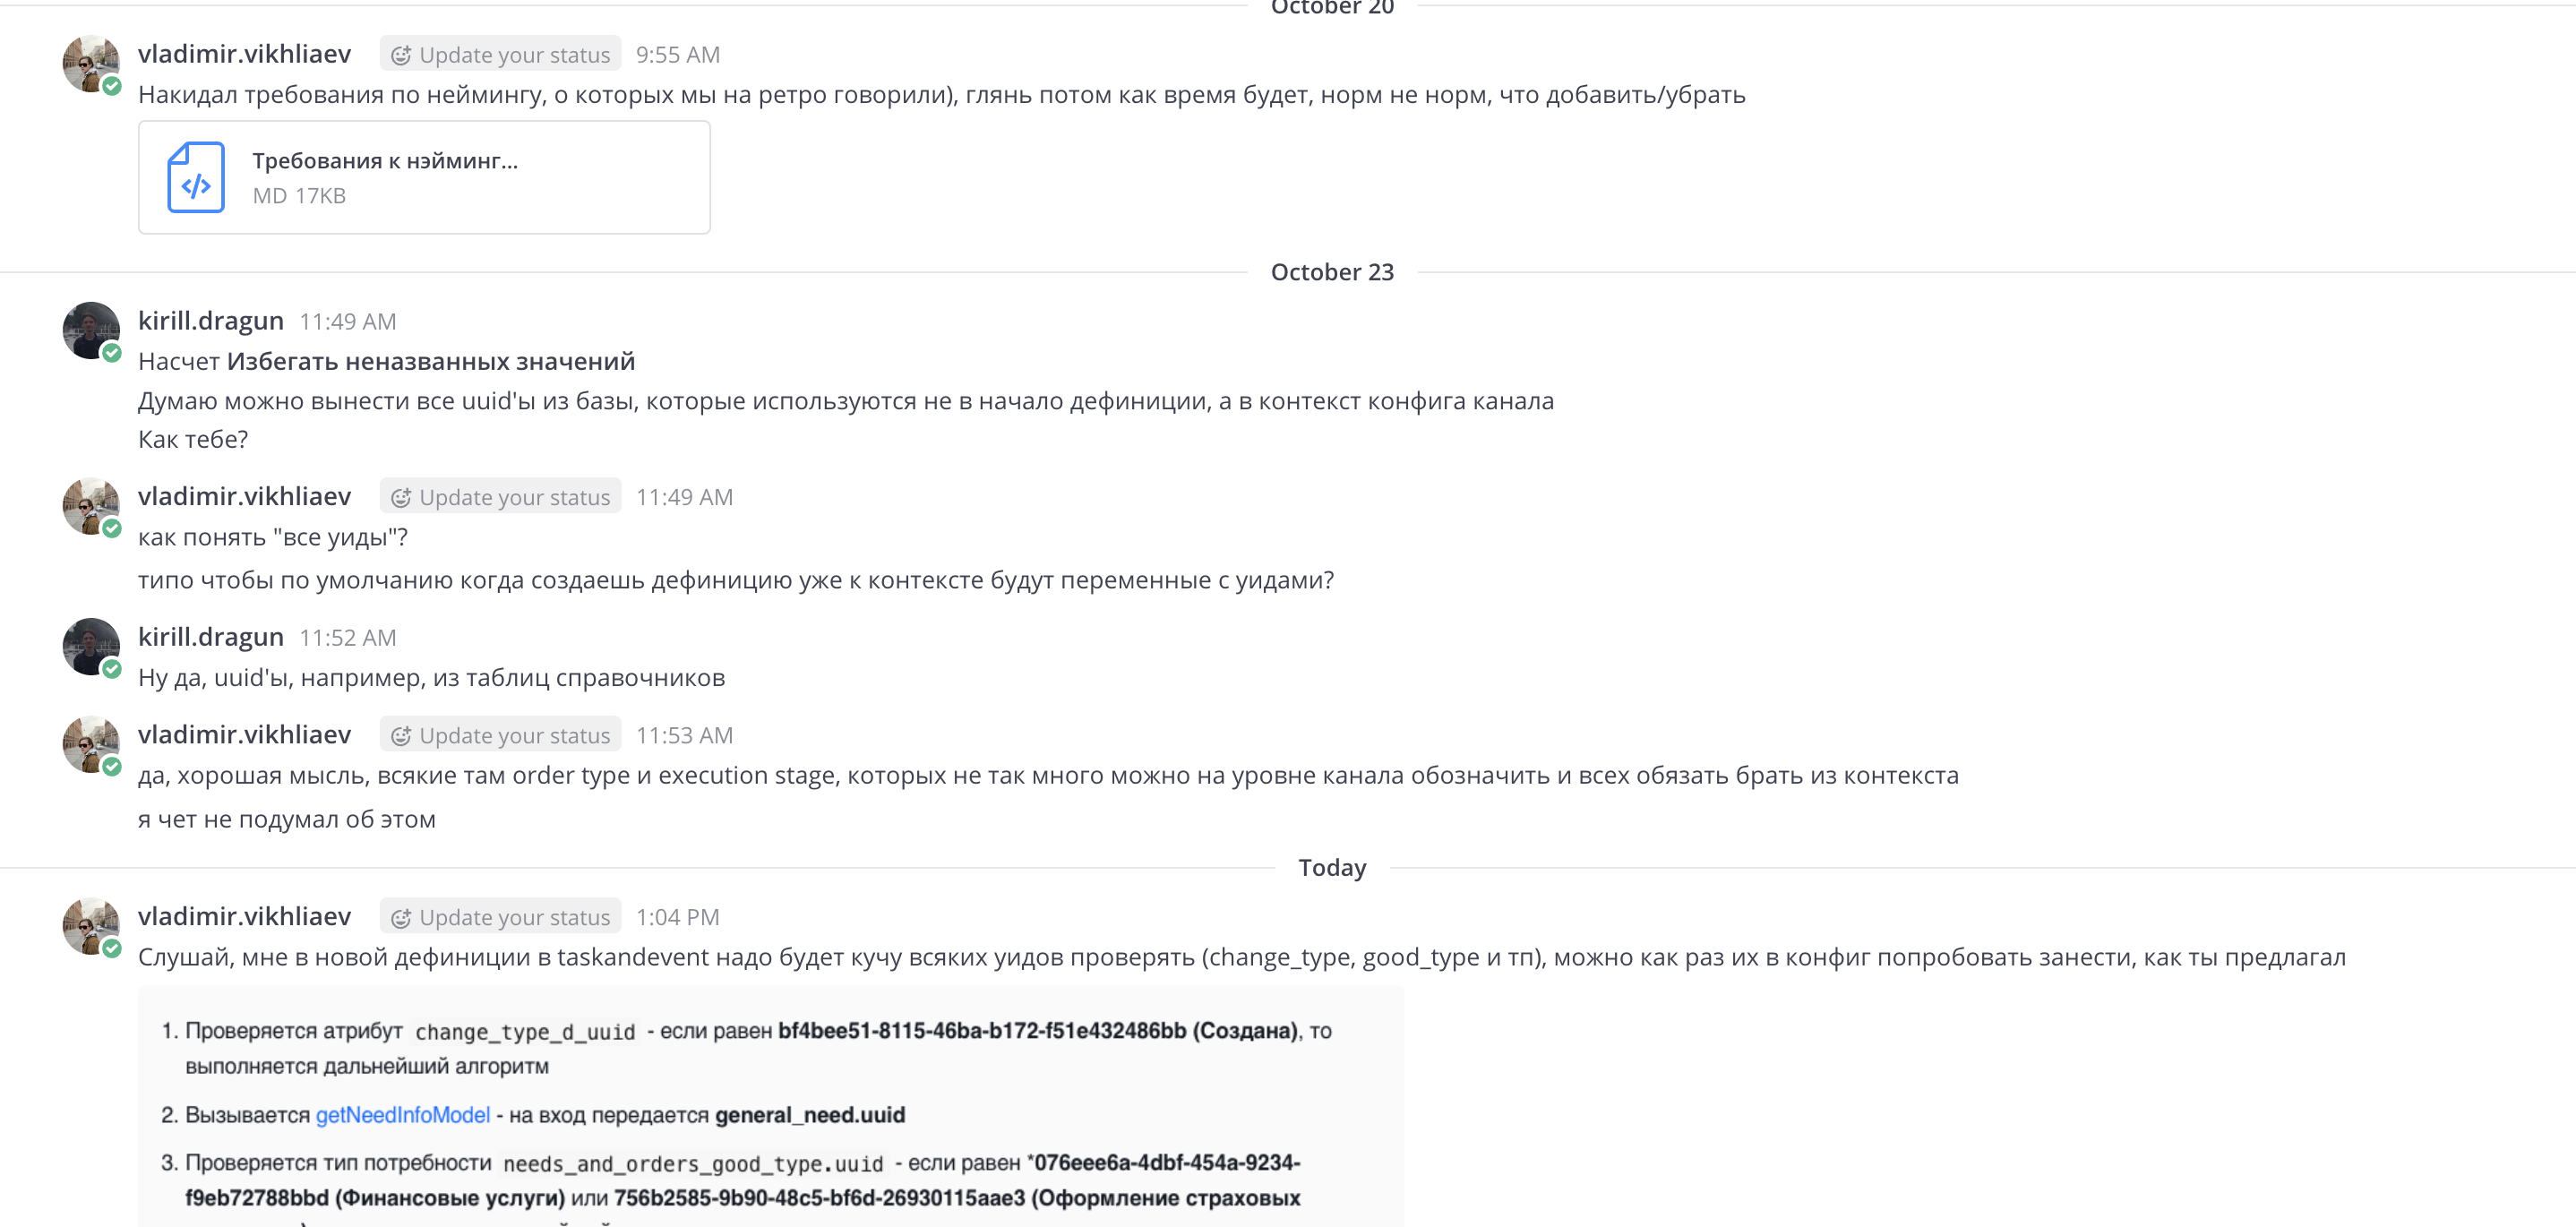 October 20
vladimir.vikhliaev Update your status 9:55 AM
Накидал требования по неймингу, о которых мы на ретро говорили), глянь потом как время будет, норм не норм, что добавить/убрать
Требования к нэйминг...
MD 17KB
October 23
kirill.dragun 11:49 AM
Насчет Избегать неназванных значений
Думаю можно вынести все uuid'ы из базы, которые используются не в начало дефиниции, а в контекст конфига канала
Как тебе?
vladimir.vikhliaev Update your status 11:49 AM
как понять "все уиды"?
типо чтобы по умолчанию когда создаешь дефиницию уже к контексте будут переменные с уидами?
kirill.dragun 11:52 AM
Ну да, uuid'ы, например, из таблиц справочников
vladimir.vikhliaev Update your status 11:53 AM
да, хорошая мысль, всякие там order type и execution stage, которых не так много можно на уровне канала обозначить и всех обязать брать из контекста
я чет не подумал об этом
Today
vladimir.vikhliaev Update your status 1:04 PM
Слушай, мне в новой дефиниции в taskandevent надо будет кучу всяких уидов проверять (change_type, good_type и тп), можно как раз их в конфиг попробовать занести, как ты предлагал
1. Проверяется атрибут change_type_d_uuid - если равен bf4bee51-8115-46ba-b172-f51e432486bb (Создана), то
выполняется дальнейший алгоритм
2. Вызывается getNeedInfoModel - на вход передается general_need.uuid
3. Проверяется тип потребности needs_and_orders_good_type.uuid - если равен *076eee6a-4dbf-454a-9234-
f9eb72788bbd (Финансовые услуги) или 756b2585-9b90-48c5-bf6d-26930115aae3 (Оформление страховых